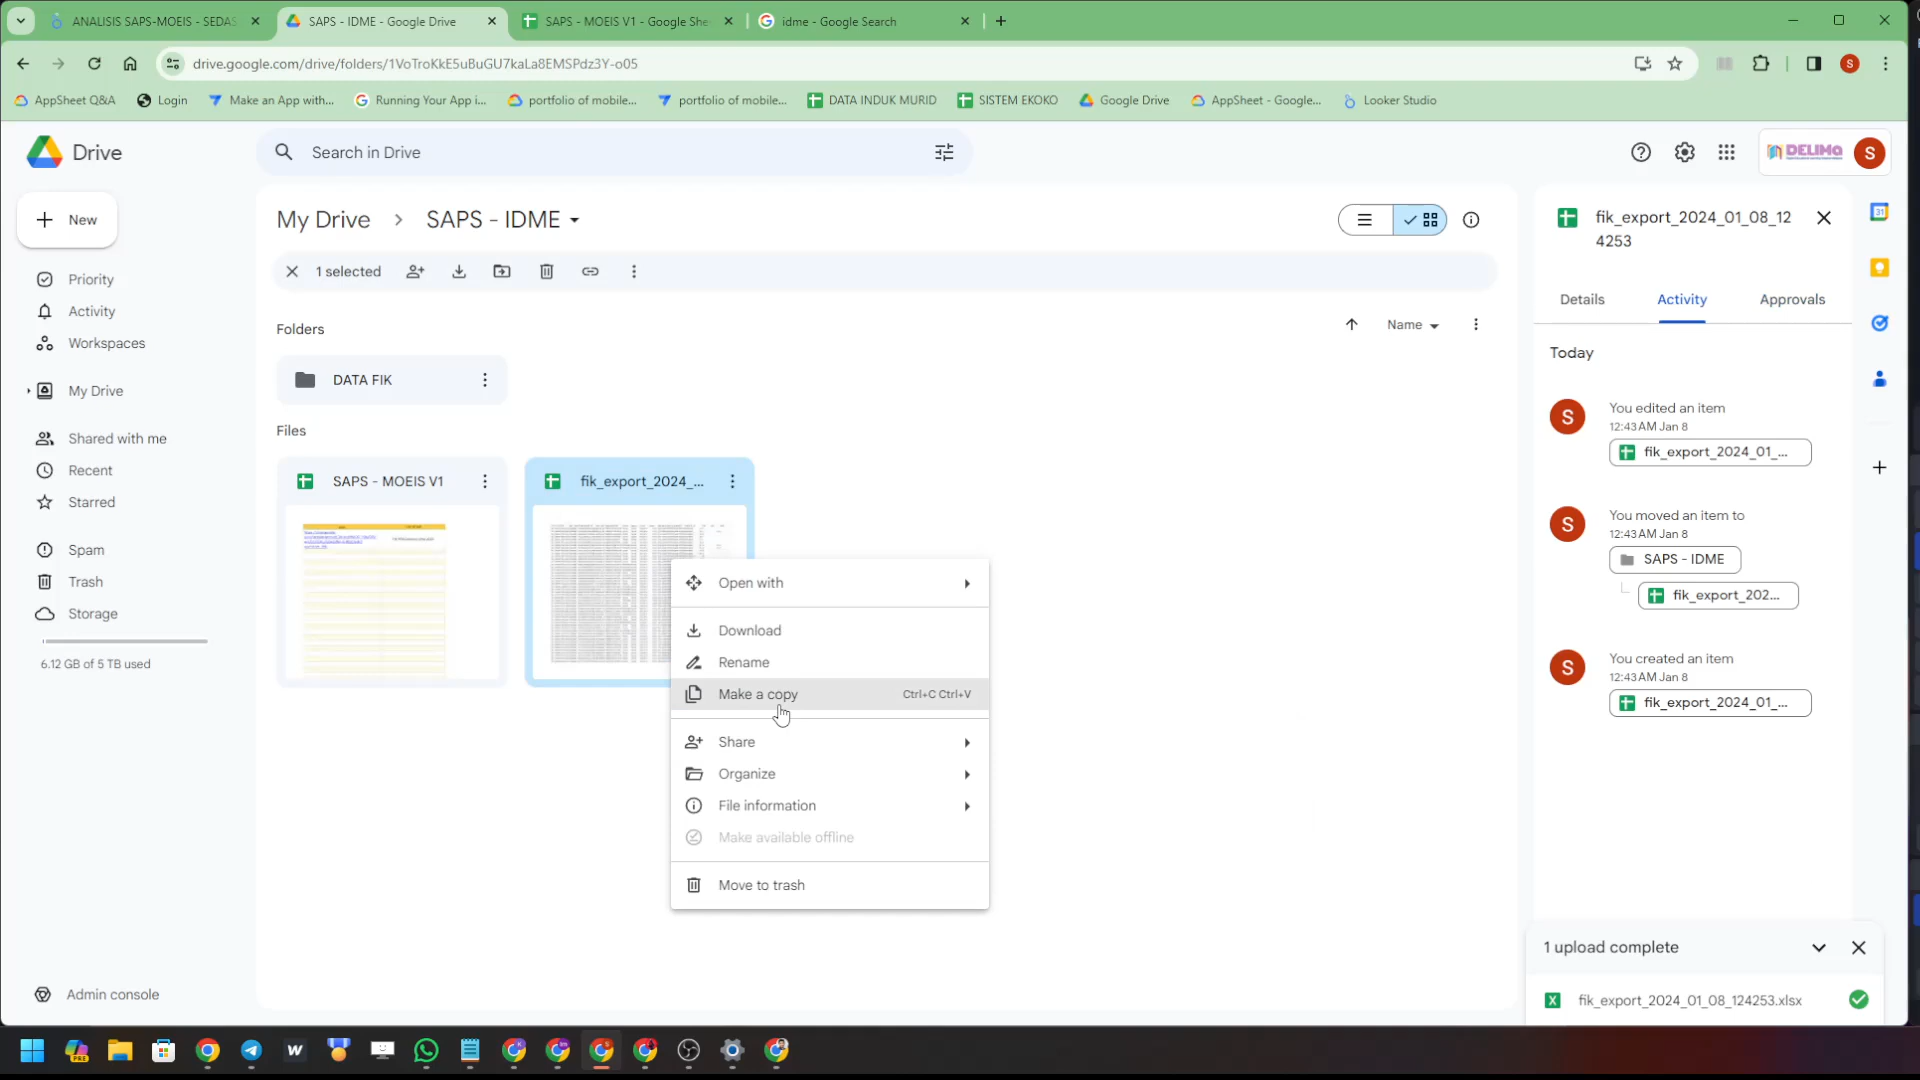 ANALISIS SAPS-MOEIS - SEDAS
SAPS - IDME - Google Drive
SAPS - MOEIS V1 - Google She
idme - Google Search
drive.google.com/drive/folders/1VoTroKkE5uBuGU7kaLa8EMSPdz3Y-o05
S
AppSheet Q&A
Login
Make an App with...
Running Your App i...
portfolio of mobile...
portfolio of mobile...
DATA INDUK MURID
SISTEM EKOKO
Google Drive
AppSheet - Google...
Looker Studio
Drive
Search in Drive
DELIMa
S
New
My Drive
SAPS - IDME
fik_export_2024_01_08_12
4253
1 selected
Priority
Activity
Workspaces
My Drive
Shared with me
Recent
Starred
Spam
Trash
Storage
6.12 GB of 5 TB used
Admin console
Folders
Name
DATA FIK
Files
SAPS - MOEIS V1
fik_export_2024_...
Open with
Download
Rename
Make a copy
Ctrl+C Ctrl+V
Share
Organize
File information
Make available offline
Move to trash
Details
Activity
Approvals
Today
S
You edited an item
12:43 AM Jan 8
fik_export_2024_01_...
S
You moved an item to
12:43 AM Jan 8
SAPS - IDME
fik_export_202...
S
You created an item
12:43 AM Jan 8
fik_export_2024_01_...
1 upload complete
fik_export_2024_01_08_124253.xlsx